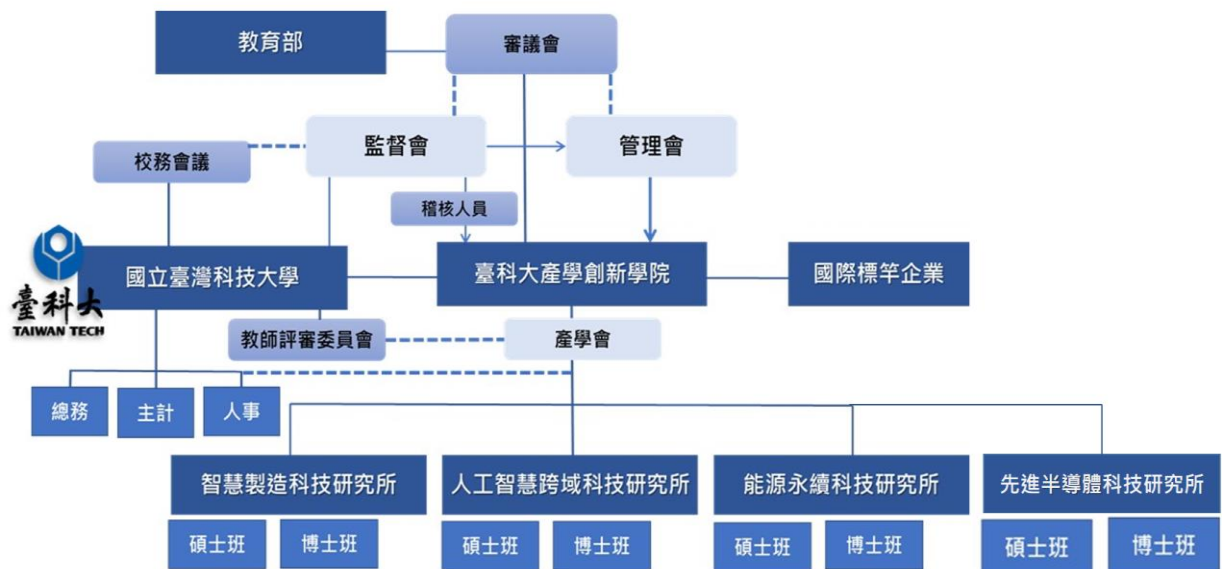 教育部
審議會
監督會
管理會
校務會議
稽核人員
臺科大
TAIWAN TECH
國立臺灣科技大學
臺科大產學創新學院
國際標竿企業
教師評審委員會
產學會
總務
主計
人事
智慧製造科技研究所
人工智慧跨域科技研究所
能源永續科技研究所
先進半導體科技研究所
碩士班
博士班
碩士班
博士班
碩士班
博士班
碩士班
博士班